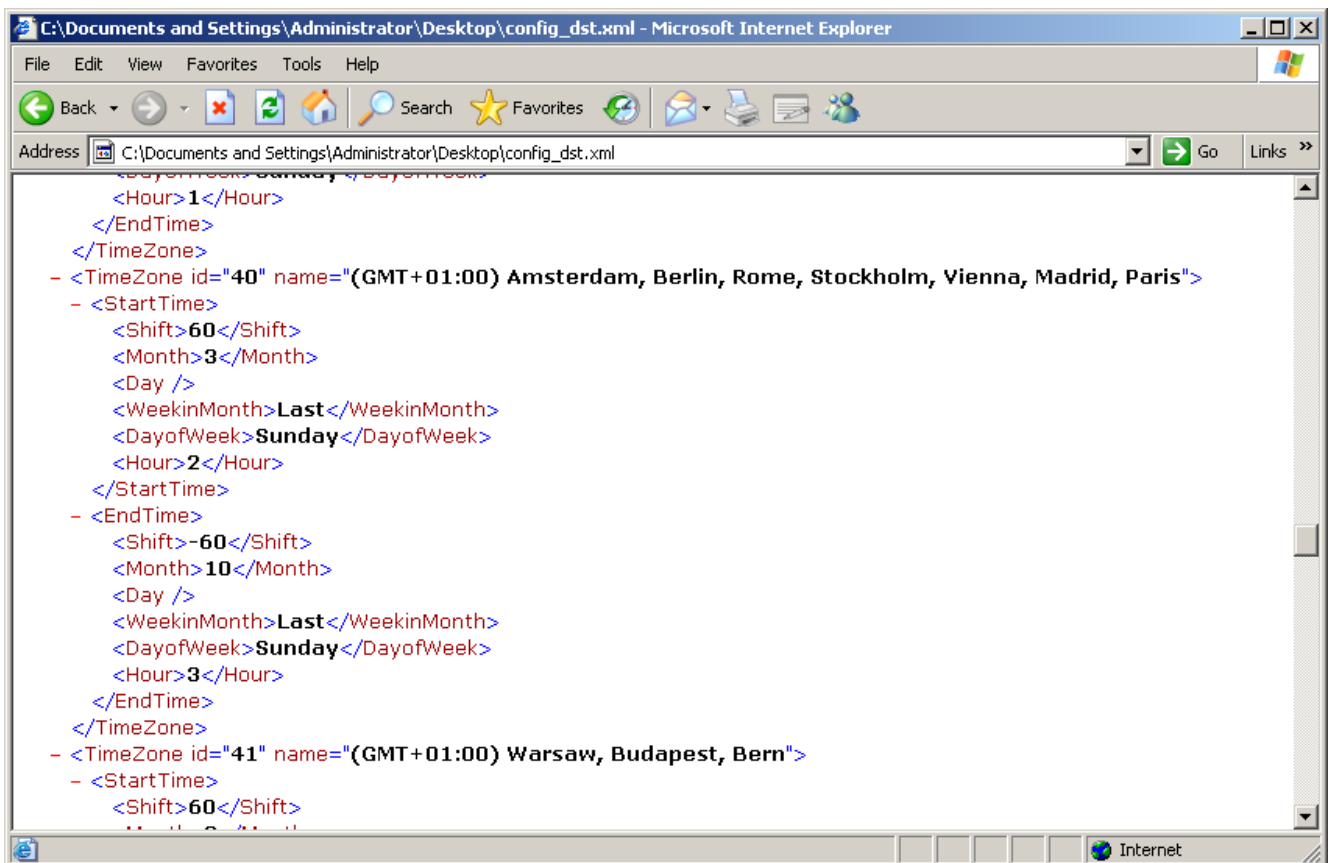 C:\Documents and Settings\Administrator\Desktop\config_dst.xml - Microsoft Internet Explorer
File Edit View Favorites Tools Help
Back Search Favorites
Address C:\Documents and Settings\Administrator\Desktop\config_dst.xml Go Links »
<DayofWeek>Sunday</DayofWeek>
<Hour>1</Hour>
</EndTime>
</TimeZone>
- <TimeZone id="40" name="(GMT+01:00) Amsterdam, Berlin, Rome, Stockholm, Vienna, Madrid, Paris">
- <StartTime>
<Shift>60</Shift>
<Month>3</Month>
<Day />
<WeekinMonth>Last</WeekinMonth>
<DayofWeek>Sunday</DayofWeek>
<Hour>2</Hour>
</StartTime>
- <EndTime>
<Shift>-60</Shift>
<Month>10</Month>
<Day />
<WeekinMonth>Last</WeekinMonth>
<DayofWeek>Sunday</DayofWeek>
<Hour>3</Hour>
</EndTime>
</TimeZone>
- <TimeZone id="41" name="(GMT+01:00) Warsaw, Budapest, Bern">
- <StartTime>
<Shift>60</Shift>
Internet